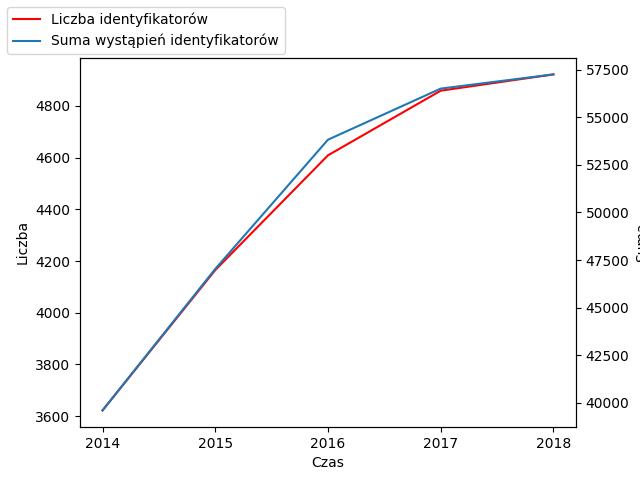 Liczba identyfikatorów
Suma wystąpień identyfikatorów
4800
4600
4400
4200
4000
3800
3600
Liczba
57500
55000
52500
50000
47500
45000
42500
40000
Suma
2014 2015 2016 2017 2018
Czas